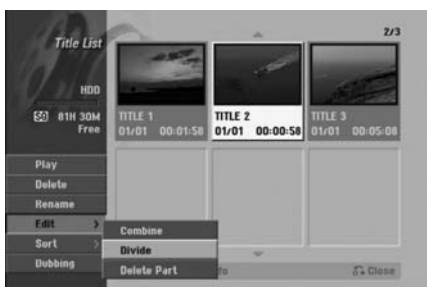 Title List
2/3
HDD
SQ 81H 30M
Free
TITLE 1
01/01 00:01:58
TITLE 2
01/01 00:00:58
TITLE 3
01/01 00:05:08
Play
Delete
Rename
Edit >
Sort >
Dubbing
Combine
Divide
Delete Part
fo
Close